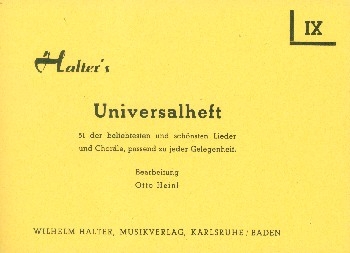 IX
Halter's
Universalheft
51 der beliebtesten und schönsten Lieder
und Choräle, passend zu jeder Gelegenheit.
Bearbeitung
Otto Heinl
WILHELM HALTER, MUSIKVERLAG, KARLSRUHE / BADEN